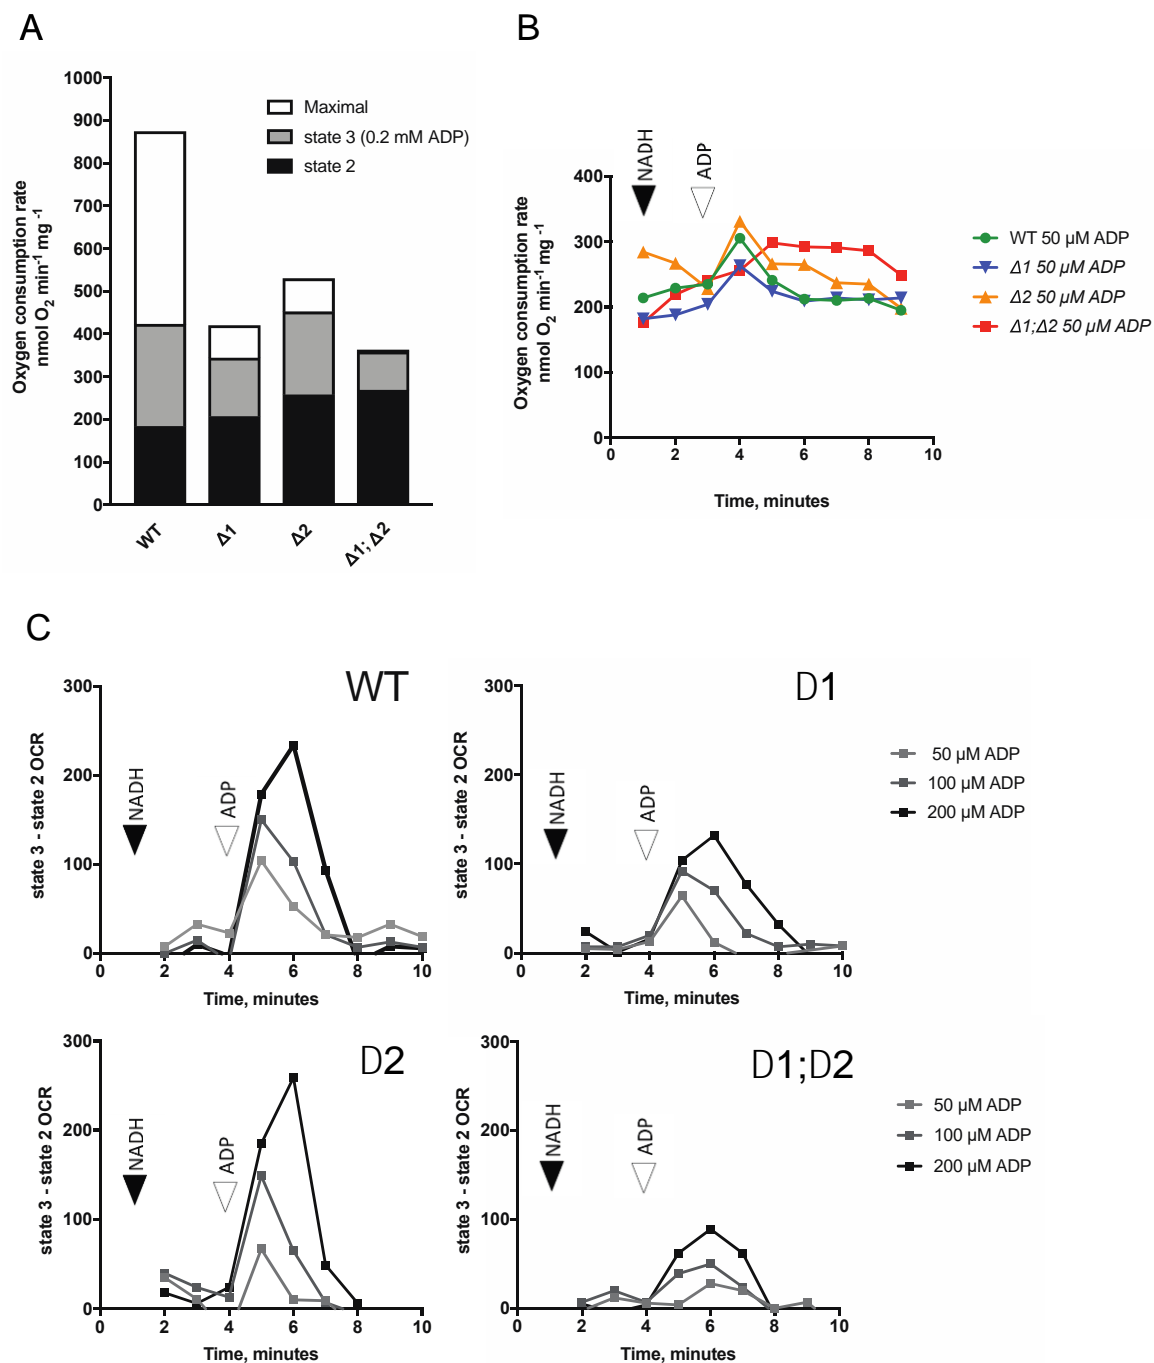 A
Oxygen consumption rate
nmol O2 min-1 mg -1
1000
900
800
700
600
500
400
300
200
100
0
Maximal
state 3 (0.2 mM ADP)
state 2
WT
Δ1
Δ2
Δ1; Δ2
B
Oxygen consumption rate
nmol O2 min-1 mg -1
400
300
200
100
0
NADH
ADP
0
2
4
6
8
10
Time, minutes
WT 50 µM ADP
Δ1 50 µM ADP
Δ2 50 µM ADP
Δ1;Δ2 50 µM ADP
C
WT
state 3 - state 2 OCR
300
200
100
0
NADH
ADP
0
2
4
6
8
10
Time, minutes
D1
state 3 - state 2 OCR
300
200
100
0
NADH
ADP
0
2
4
6
8
10
Time, minutes
50 µM ADP
100 µM ADP
200 µM ADP
D2
state 3 - state 2 OCR
300
200
100
0
NADH
ADP
0
2
4
6
8
10
Time, minutes
D1;D2
state 3 - state 2 OCR
300
200
100
0
NADH
ADP
0
2
4
6
8
10
Time, minutes
50 µM ADP
100 µM ADP
200 µM ADP